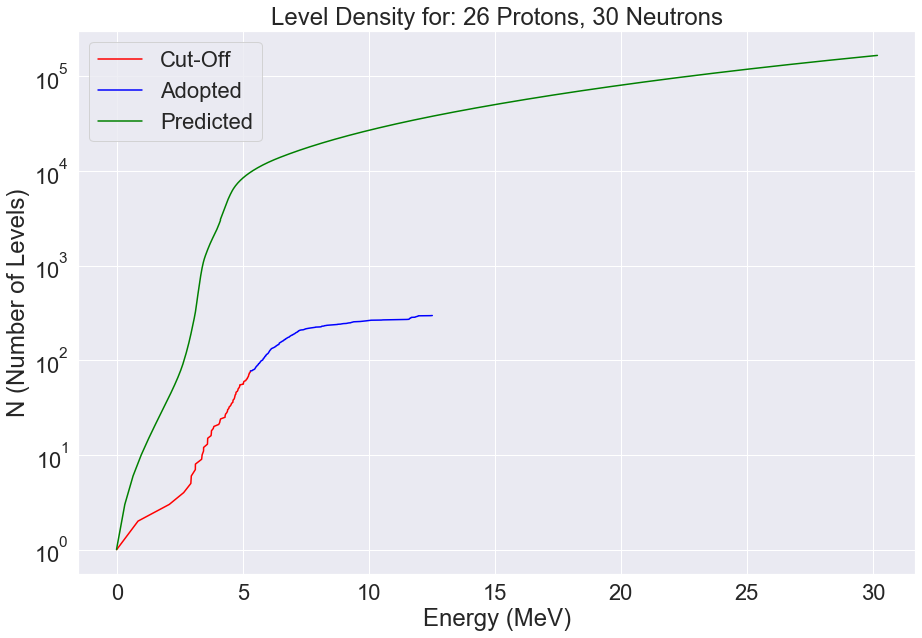 Level Density for: 26 Protons, 30 Neutrons
Cut-Off
Adopted
Predicted
N (Number of Levels)
10^5
10^4
10^3
10^2
10^1
10^0
0 5 10 15 20 25 30
Energy (MeV)